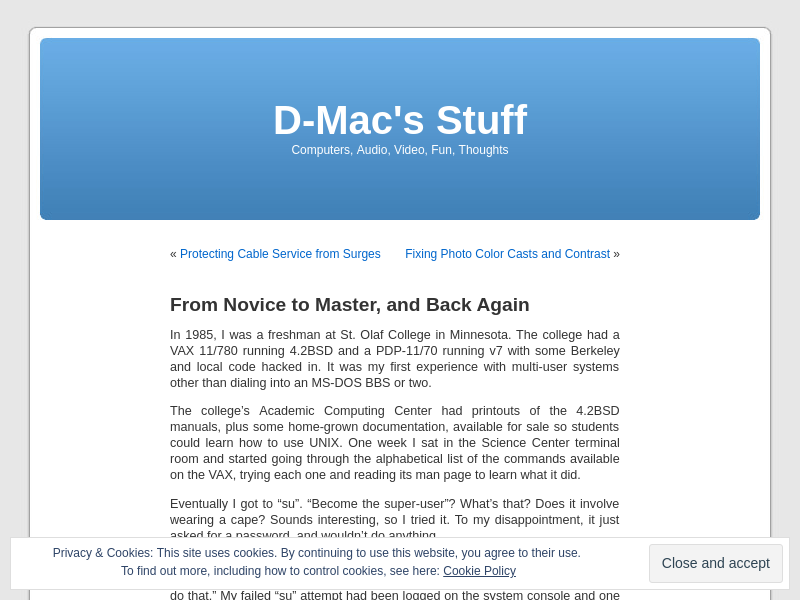 D-Mac's Stuff
Computers, Audio, Video, Fun, Thoughts
« Protecting Cable Service from Surges Fixing Photo Color Casts and Contrast »
From Novice to Master, and Back Again
In 1985, I was a freshman at St. Olaf College in Minnesota. The college had a
VAX 11/780 running 4.2BSD and a PDP-11/70 running v7 with some Berkeley
and local code hacked in. It was my first experience with multi-user systems
other than dialing into an MS-DOS BBS or two.
The college’s Academic Computing Center had printouts of the 4.2BSD
manuals, plus some home-grown documentation, available for sale so students
could learn how to use UNIX. One week I sat in the Science Center terminal
room and started going through the alphabetical list of the commands available
on the VAX, trying each one and reading its man page to learn what it did.
Eventually I got to “su”. “Become the super-user”? What’s that? Does it involve
wearing a cape? Sounds interesting, so I tried it. To my disappointment, it just
asked for a password, and wouldn’t do anything.
Privacy & Cookies: This site uses cookies. By continuing to use this website, you agree to their use.
To find out more, including how to control cookies, see here: Cookie Policy
Close and accept
do that.” My failed “su” attempt had been logged on the system console and one